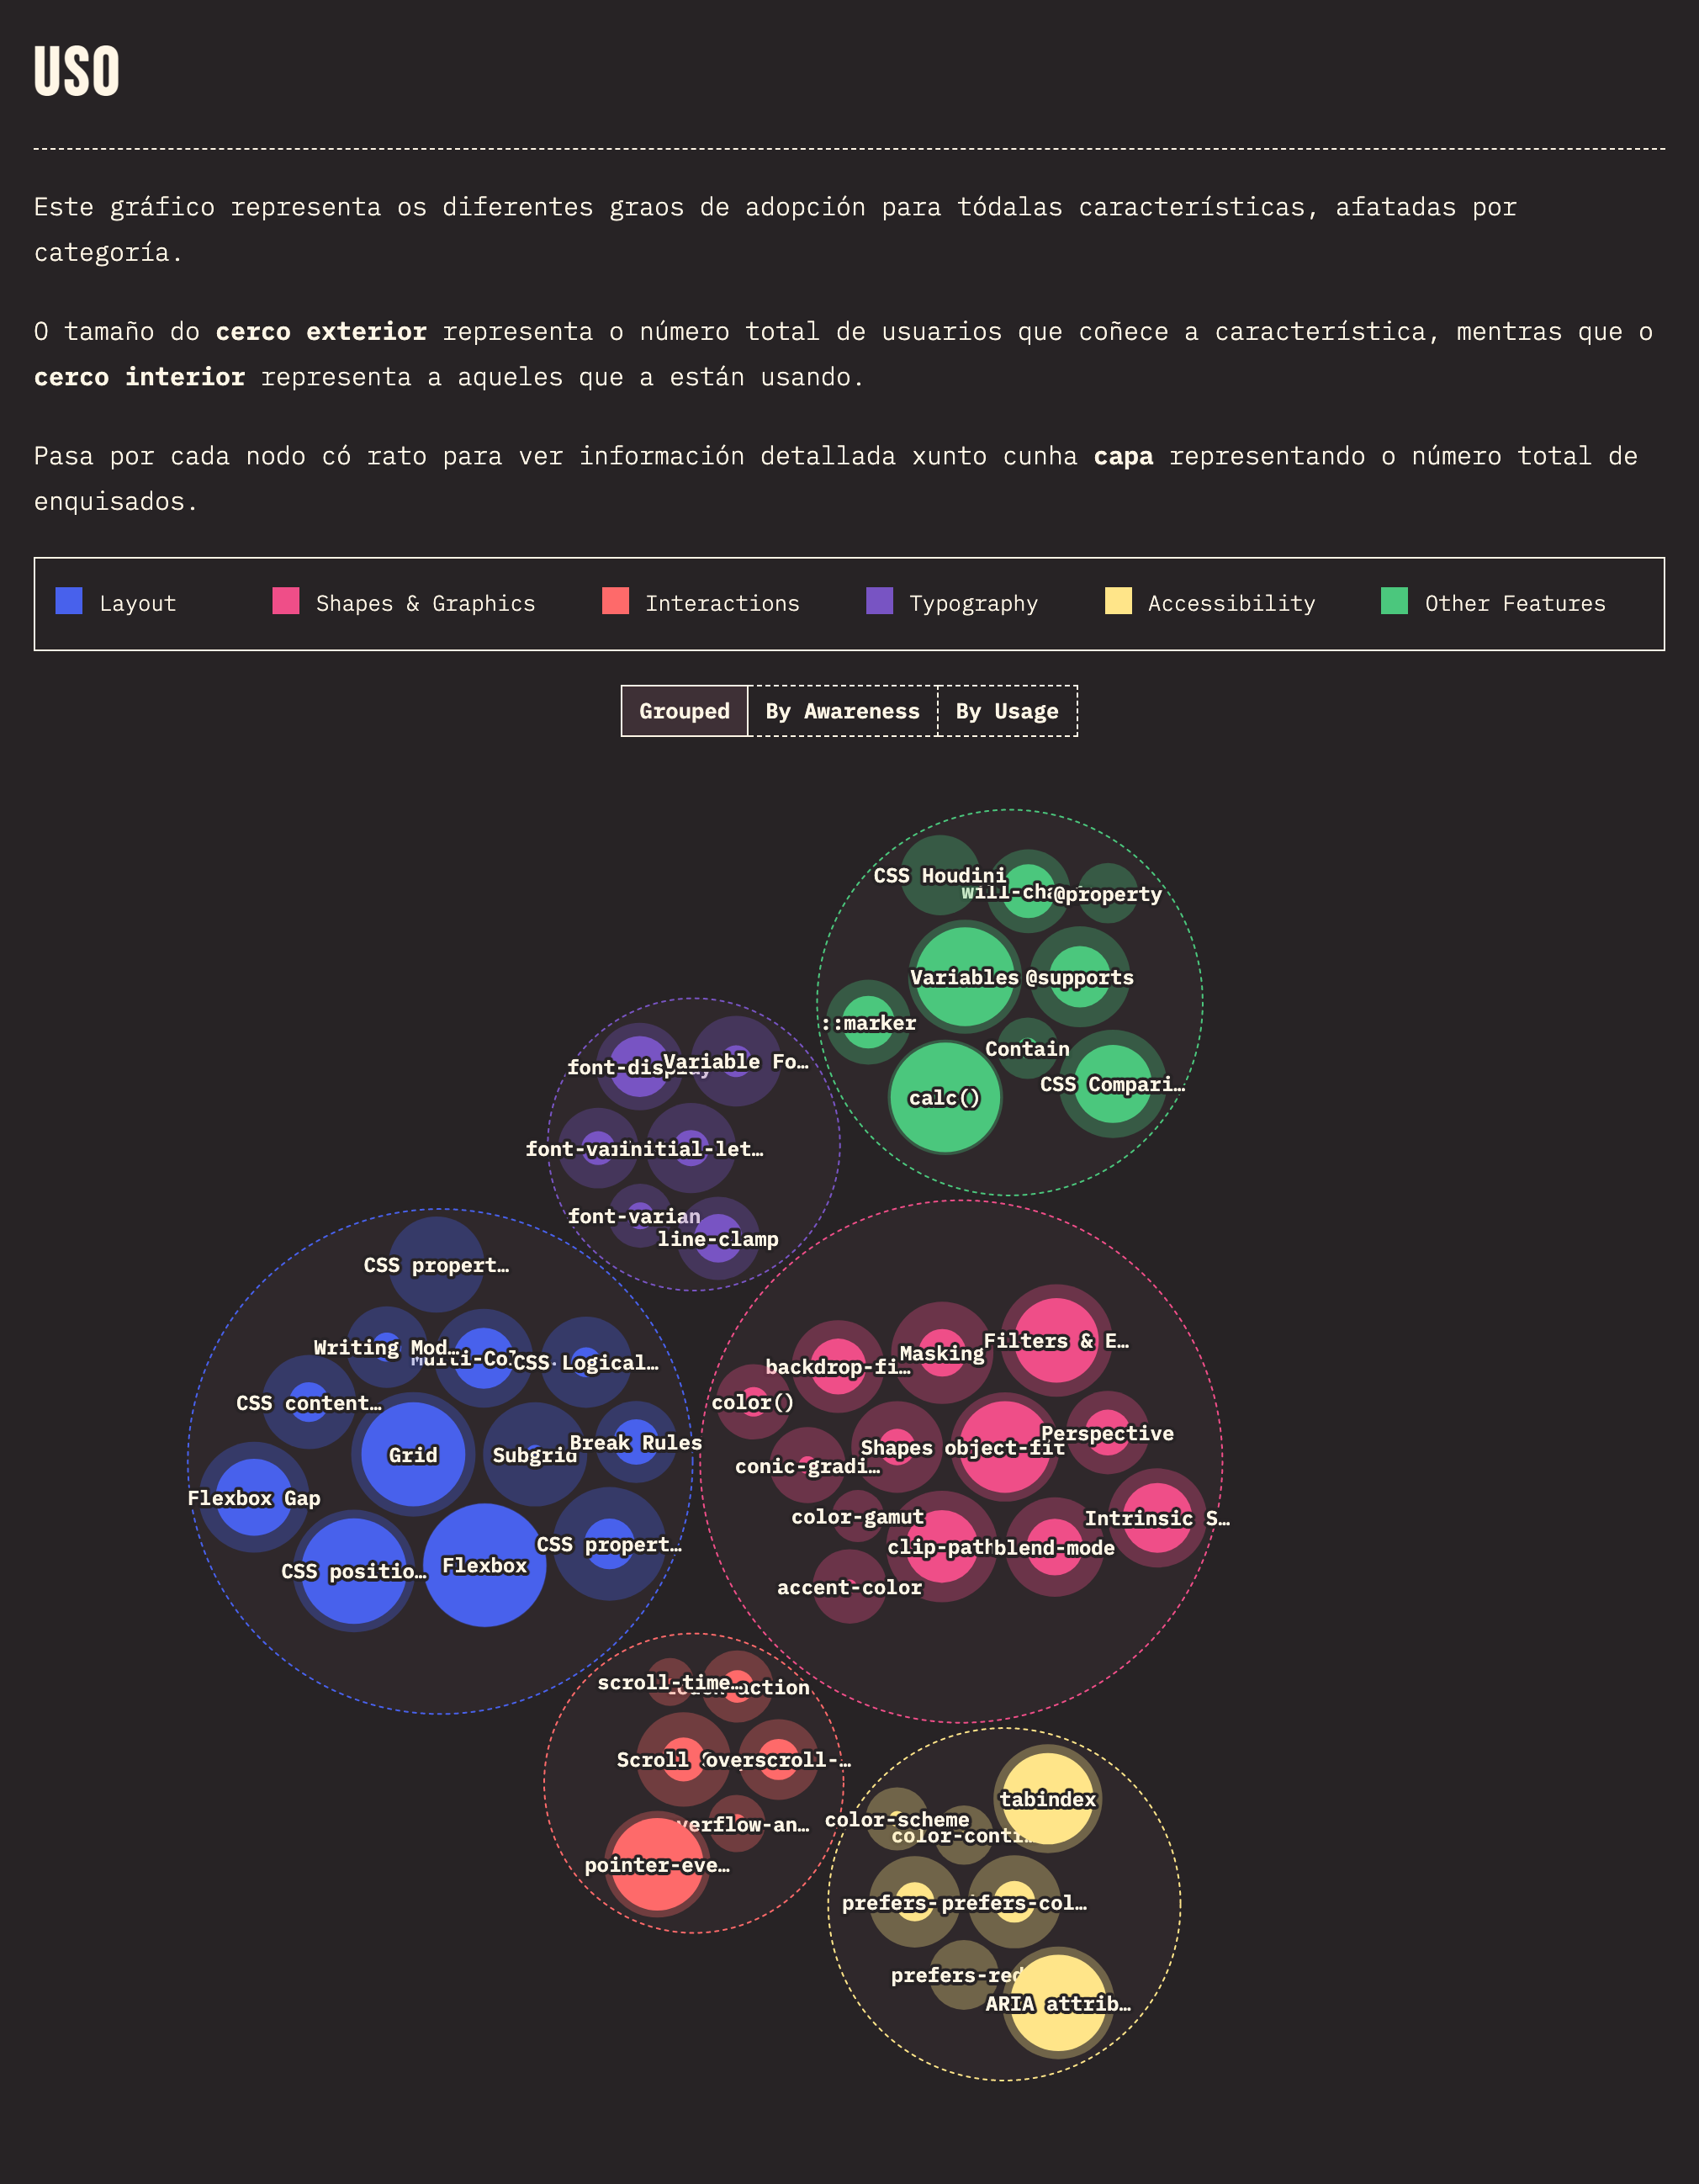 USO
Este gráfico representa os diferentes graos de adopción para tódalas características, afatadas por
categoría.
O tamaño do cerco exterior representa o número total de usuarios que coñece a característica, mentras que o
cerco interior representa a aqueles que a están usando.
Pasa por cada nodo có rato para ver información detallada xunto cunha capa representando o número total de
enquisados.
Layout
Shapes & Graphics
Interactions
Typography
Accessibility
Other Features
Grouped
By Awareness
By Usage
CSS Houdini
will-cha
@property
Variables
@supports
::marker
Contain
CSS Compari…
calc()
font-display
Variable Fo…
font-va
initial-let…
font-varian
line-clamp
CSS propert…
Writing Mod…
Multi-Col
CSS Logical…
CSS content…
Grid
Subgrid
Break Rules
Flexbox Gap
CSS positio…
Flexbox
CSS propert…
backdrop-fi…
Masking
Filters & E…
color()
conic-gradi…
Shapes
object-fit
Perspective
color-gamut
clip-path
blend-mode
Intrinsic S…
accent-color
scroll-time…
action
Scroll
overscroll-…
verflow-an…
pointer-eve…
tabindex
color-scheme
color-conti…
prefers-
prefers-col…
prefers-red
ARIA attrib…